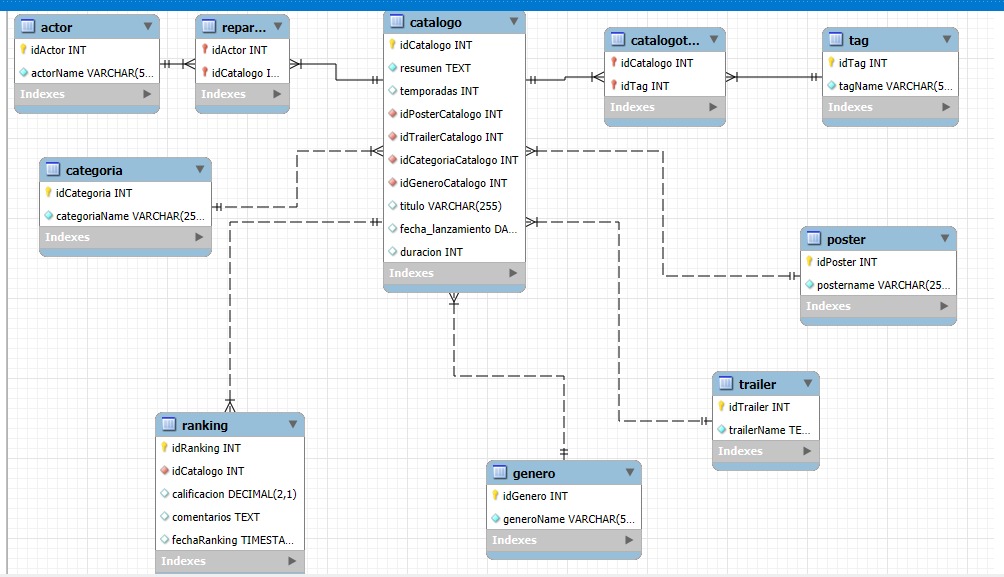 actor
idActor INT
actorName VARCHAR(5...
Indexes
repar...
idActor INT
idCatalogo I...
Indexes
catalogo
idCatalogo INT
resumen TEXT
temporadas INT
idPosterCatalogo INT
idTrailerCatalogo INT
idCategoriaCatalogo INT
idGeneroCatalogo INT
titulo VARCHAR(255)
fecha_lanzamiento DA...
duracion INT
Indexes
catalogot...
idCatalogo INT
idTag INT
Indexes
tag
idTag INT
tagName VARCHAR(5...
Indexes
categoria
idCategoria INT
categoriaName VARCHAR(25...
Indexes
poster
idPoster INT
postername VARCHAR(25...
Indexes
trailer
idTrailer INT
trailerName TE...
Indexes
ranking
idRanking INT
idCatalogo INT
calificacion DECIMAL(2,1)
comentarios TEXT
fechaRanking TIMESTA...
Indexes
genero
idGenero INT
generoName VARCHAR(5...
Indexes